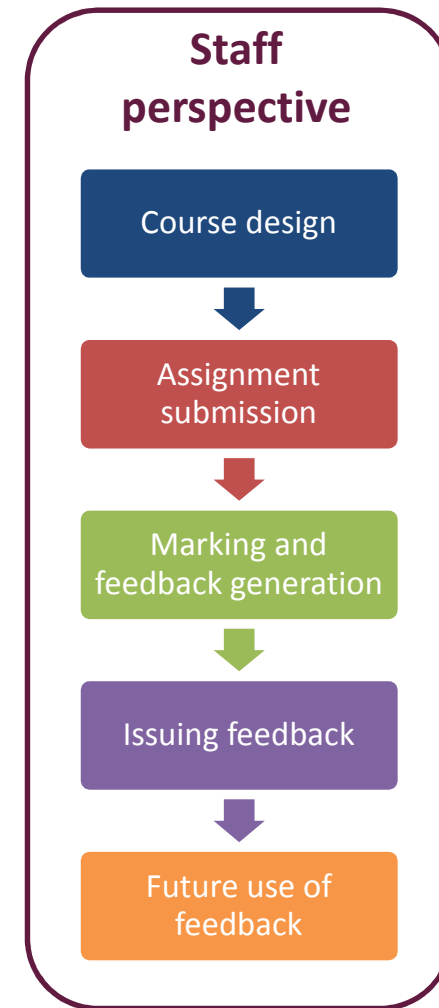 Staff
perspective
Course design
Assignment
submission
Marking and
feedback generation
Issuing feedback
Future use of
feedback